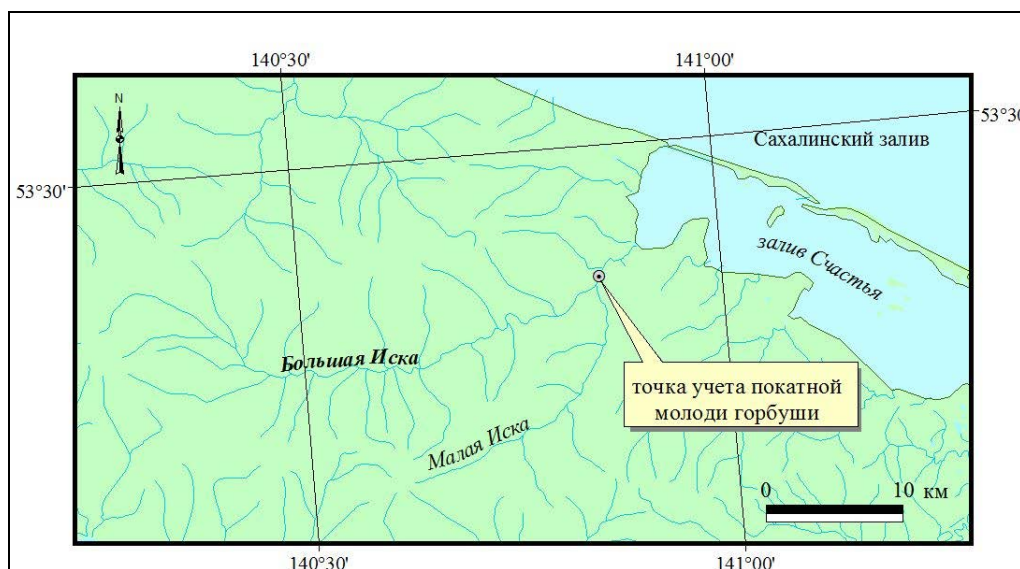 140°30'
141°00'
N
53°30'
Сахалинский залив
53°30'
залив Счастья
Большая Иска
точка учета покатной
молоди горбуши
Малая Иска
0 10 км
140°30'
141°00'